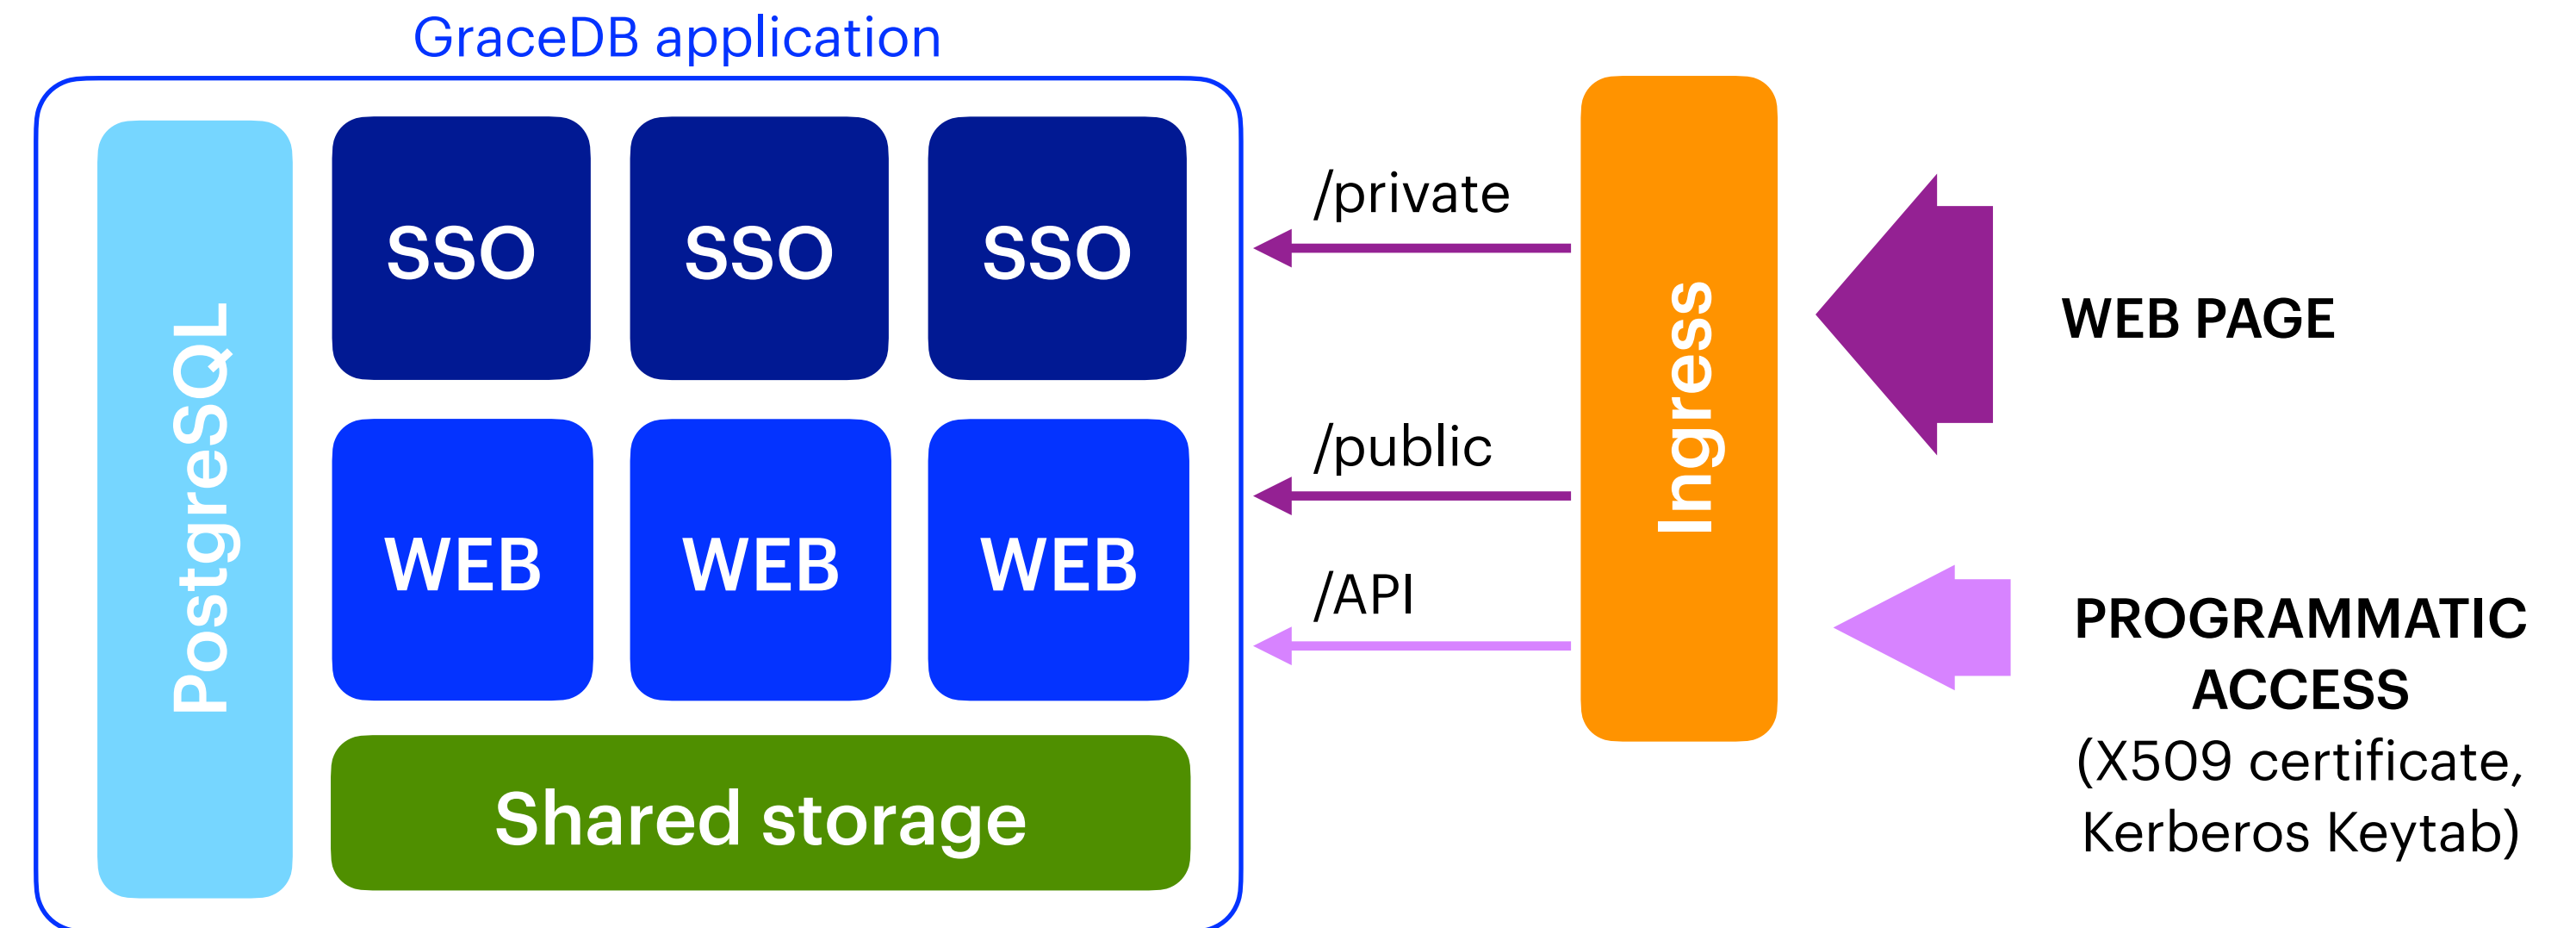 GraceDB application
PostgreSQL
SSO
SSO
SSO
WEB
WEB
WEB
Shared storage
/private
/public
/API
Ingress
WEB PAGE
PROGRAMMATIC
ACCESS
(X509 certificate,
Kerberos Keytab)